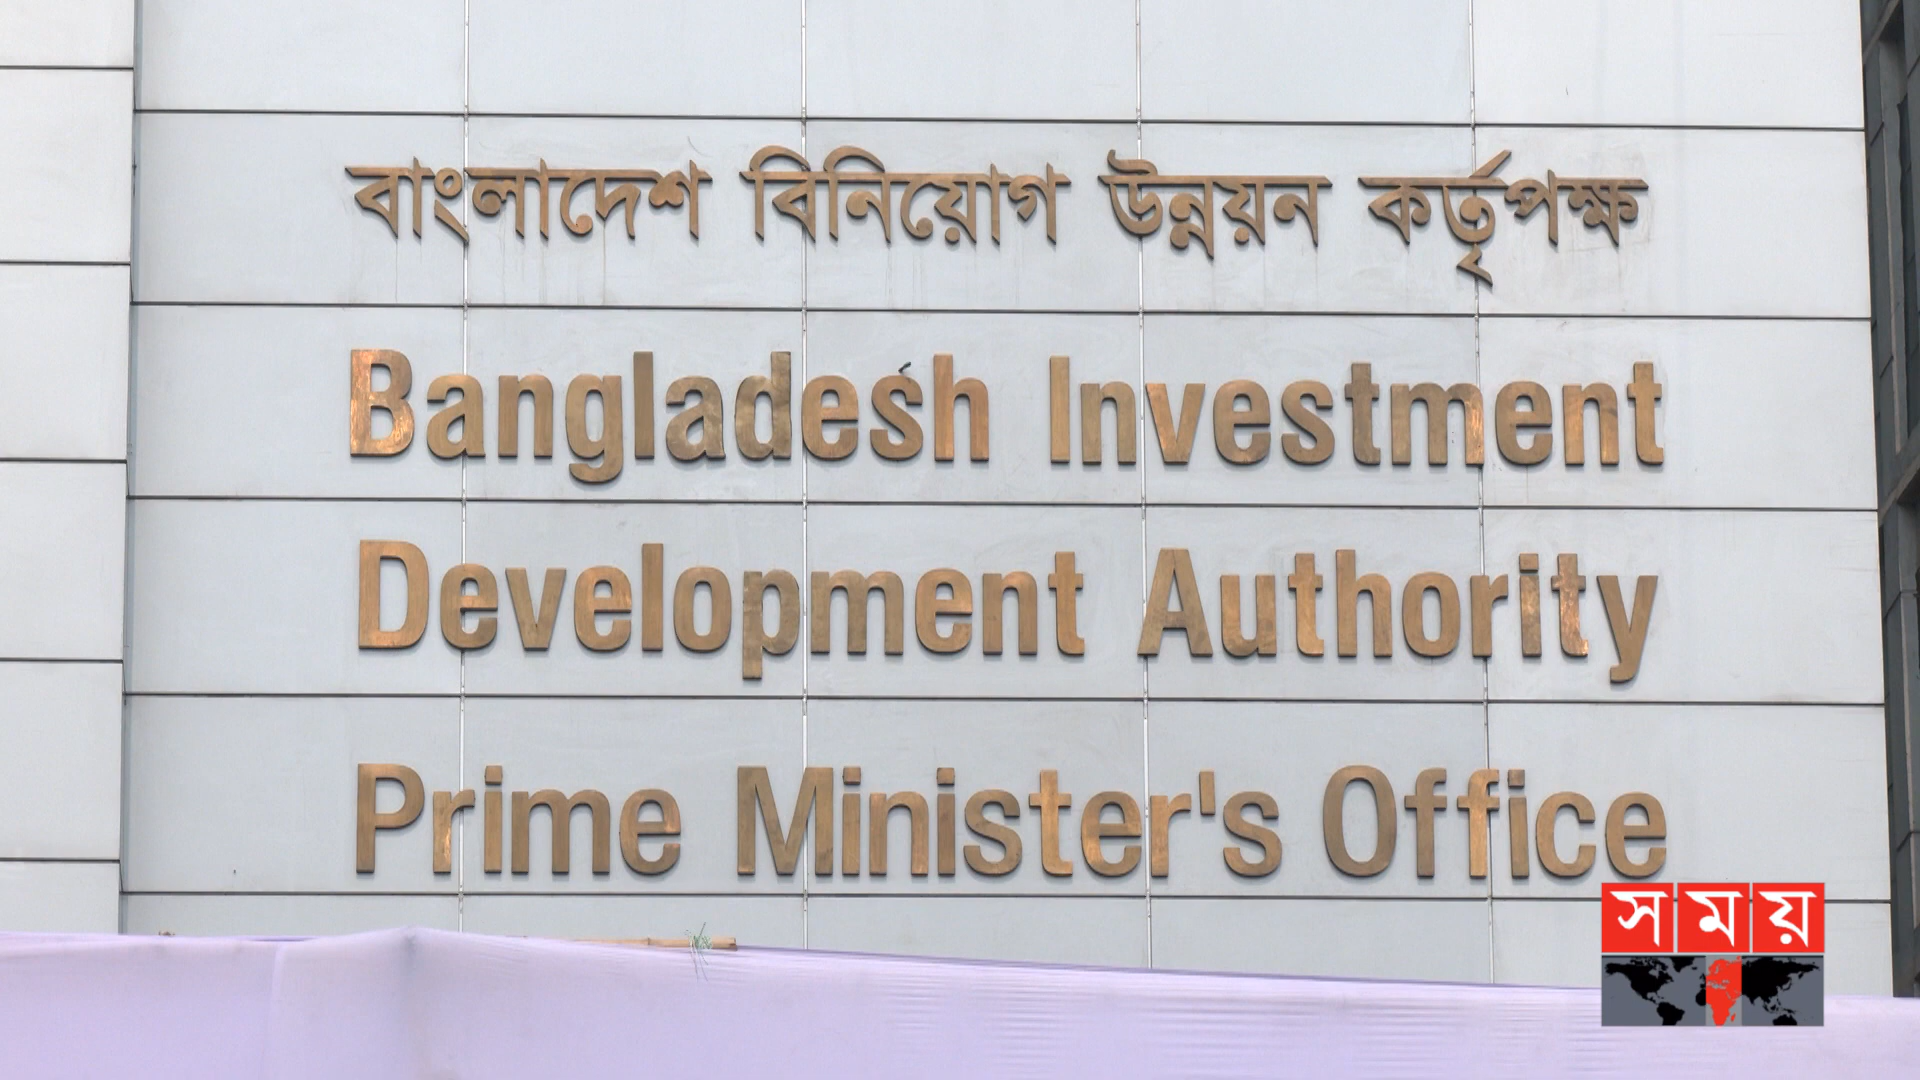 বাংলাদেশ বিনিয়োগ উন্নয়ন কর্তৃপক্ষ
Bangladesh Investment
Development Authority
Prime Minister's Office
সময়